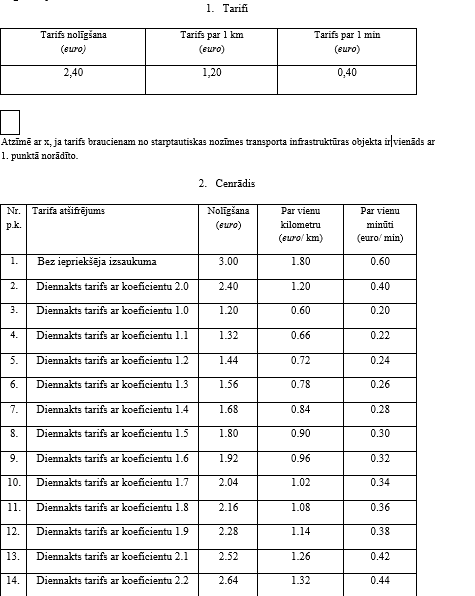 1. Tarifi
Tarifs nolīgšana (euro) Tarifs par 1 km (euro) Tarifs par 1 min (euro)
2,40 1,20 0,40
Atzīmē ar x, ja tarifs braucienam no starptautiskas nozīmes transporta infrastruktūras objekta ir vienāds ar
1. punktā norādīto.
2. Cenrādis
Nr. p.k. Tarifa atšifrējums Nolīgšana (euro) Par vienu kilometru (euro/ km) Par vienu minūti (euro/ min)
1. Bez iepriekšēja izsaukuma 3.00 1.80 0.60
2. Diennakts tarifs ar koeficientu 2.0 2.40 1.20 0.40
3. Diennakts tarifs ar koeficientu 1.0 1.20 0.60 0.20
4. Diennakts tarifs ar koeficientu 1.1 1.32 0.66 0.22
5. Diennakts tarifs ar koeficientu 1.2 1.44 0.72 0.24
6. Diennakts tarifs ar koeficientu 1.3 1.56 0.78 0.26
7. Diennakts tarifs ar koeficientu 1.4 1.68 0.84 0.28
8. Diennakts tarifs ar koeficientu 1.5 1.80 0.90 0.30
9. Diennakts tarifs ar koeficientu 1.6 1.92 0.96 0.32
10. Diennakts tarifs ar koeficientu 1.7 2.04 1.02 0.34
11. Diennakts tarifs ar koeficientu 1.8 2.16 1.08 0.36
12. Diennakts tarifs ar koeficientu 1.9 2.28 1.14 0.38
13. Diennakts tarifs ar koeficientu 2.1 2.52 1.26 0.42
14. Diennakts tarifs ar koeficientu 2.2 2.64 1.32 0.44